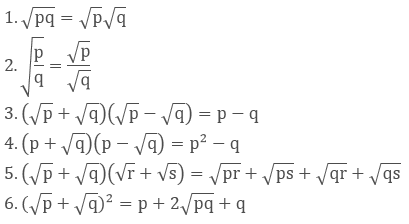 1. √pq = √p√q
2. √(p/q) = √p/√q
3. (√p + √q)(√p − √q) = p − q
4. (p + √q)(p − √q) = p² − q
5. (√p + √q)(√r + √s) = √pr + √ps + √qr + √qs
6. (√p + √q)² = p + 2√pq + q